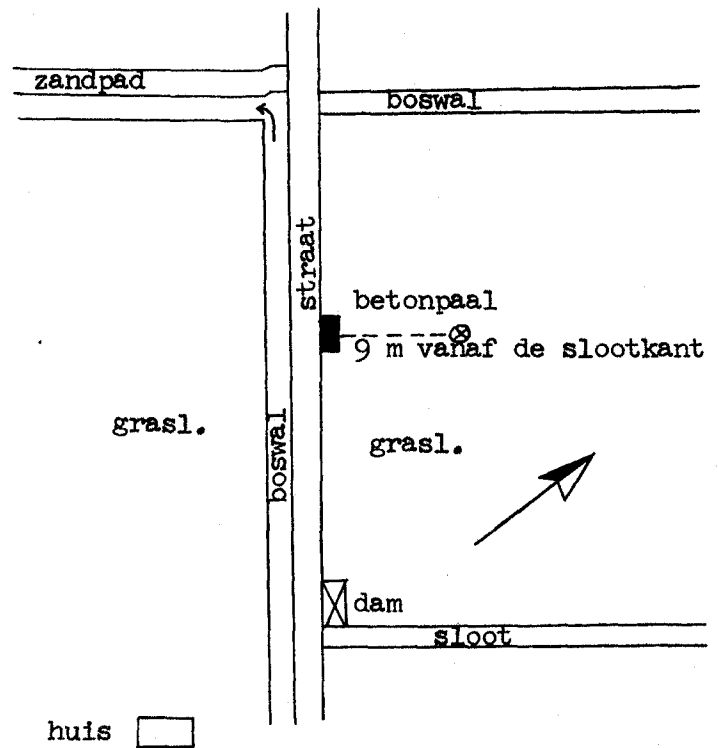 zandpad
boswal
straat
betonpaal
9 m vanaf de slootkant
grasl.
boswal
grasl.
dam
sloot
huis